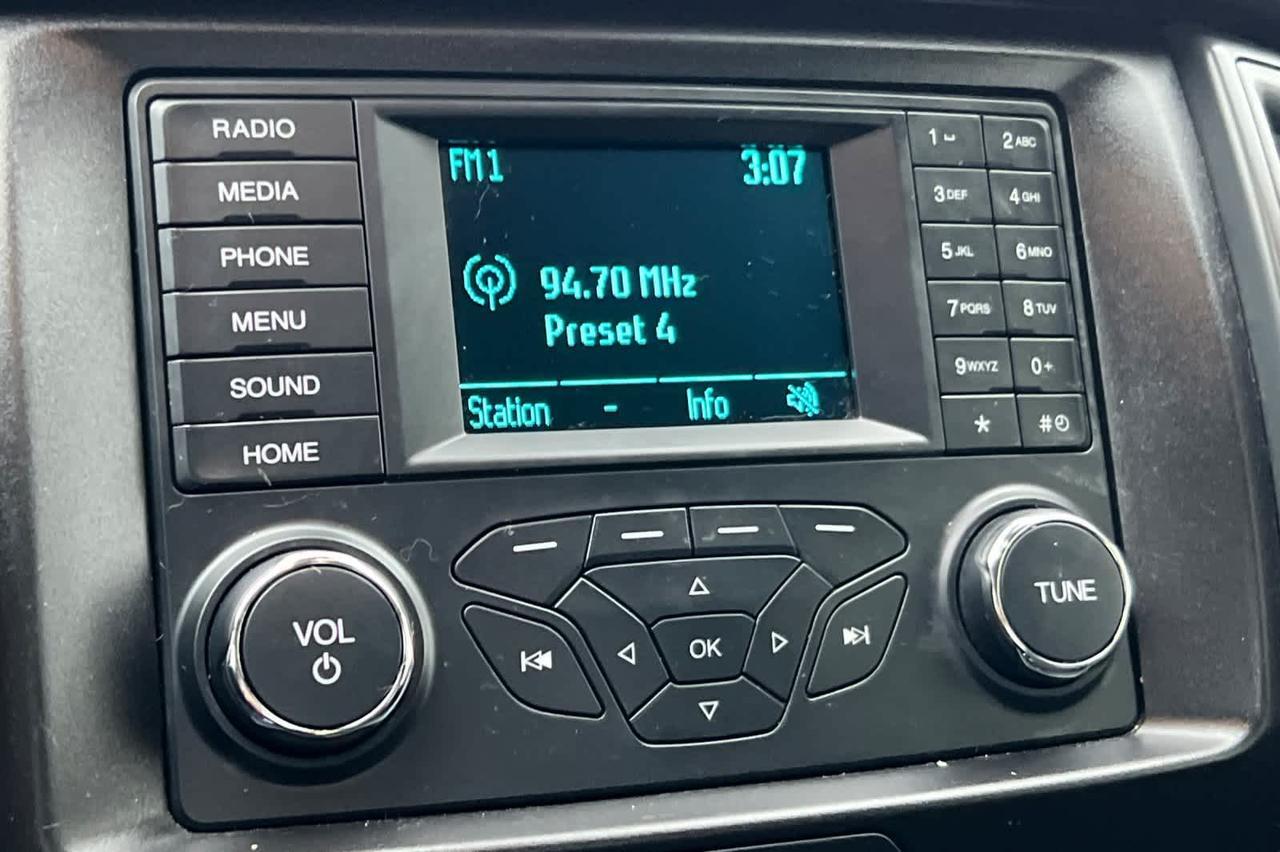 RADIO
MEDIA
PHONE
MENU
SOUND
HOME
FM1 3:07
94.70 MHz
Preset 4
Station - Info
1 2ABC
3DEF 4GHI
5JKL 6MNO
7PQRS 8TUV
9WXYZ 0+
* #
VOL
OK
TUNE